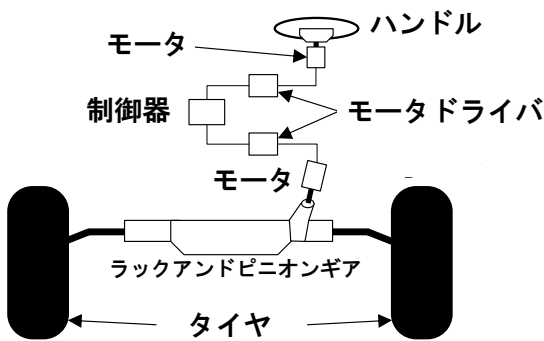 ハンドル
モータ
制御器
モータドライバ
モータ
ラックアンドピニオンギア
タイヤ